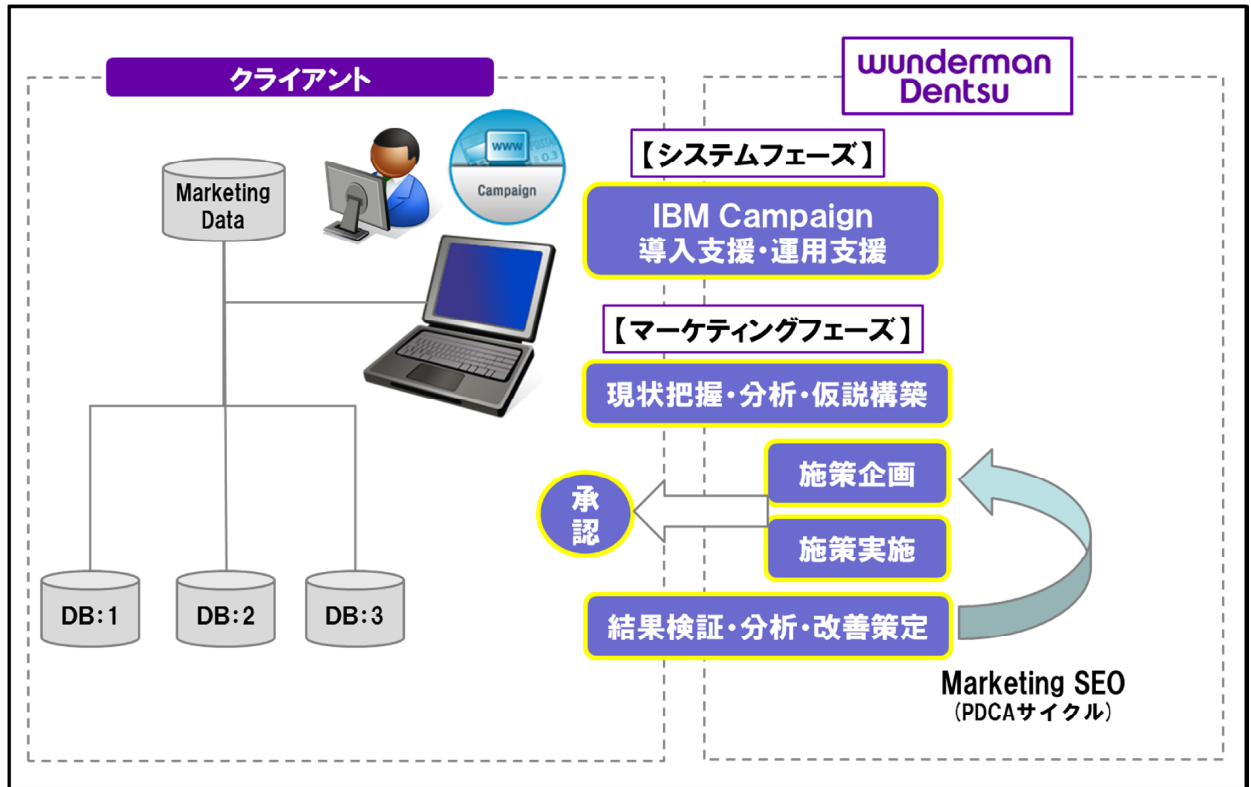 クライアント
wunderman
Dentsu
Marketing
Data
www
POSTAL
Campaign
【システムフェーズ】
IBM Campaign
導入支援・運用支援
【マーケティングフェーズ】
現状把握・分析・仮説構築
施策企画
承
認
施策実施
DB:1
DB:2
DB:3
結果検証・分析・改善策定
Marketing SEO
(PDCAサイクル)